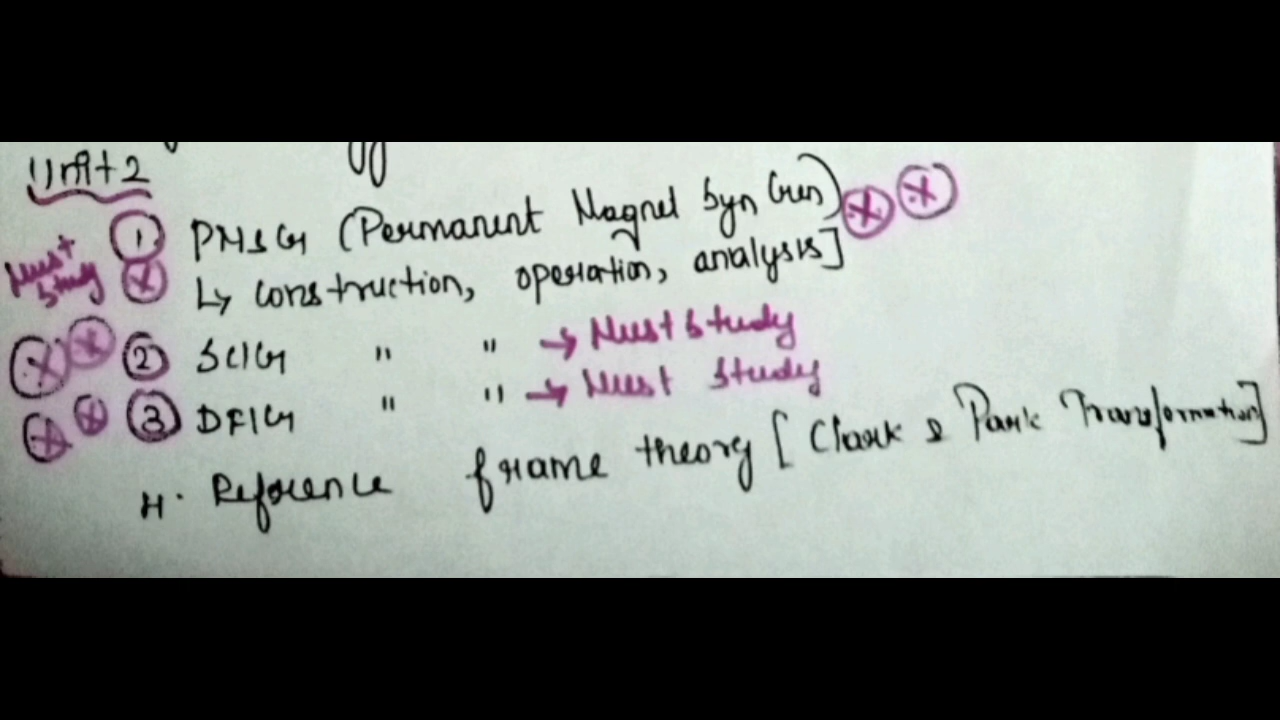 Unit 2
Must Study ① PMSG (Permanent Magnet Syn Gen)
↳ construction, operation, analysis]
② SCIG " " → Must Study
③ DFIG " " → Must Study
4. Reference frame theory [Clark & Park Transformation]